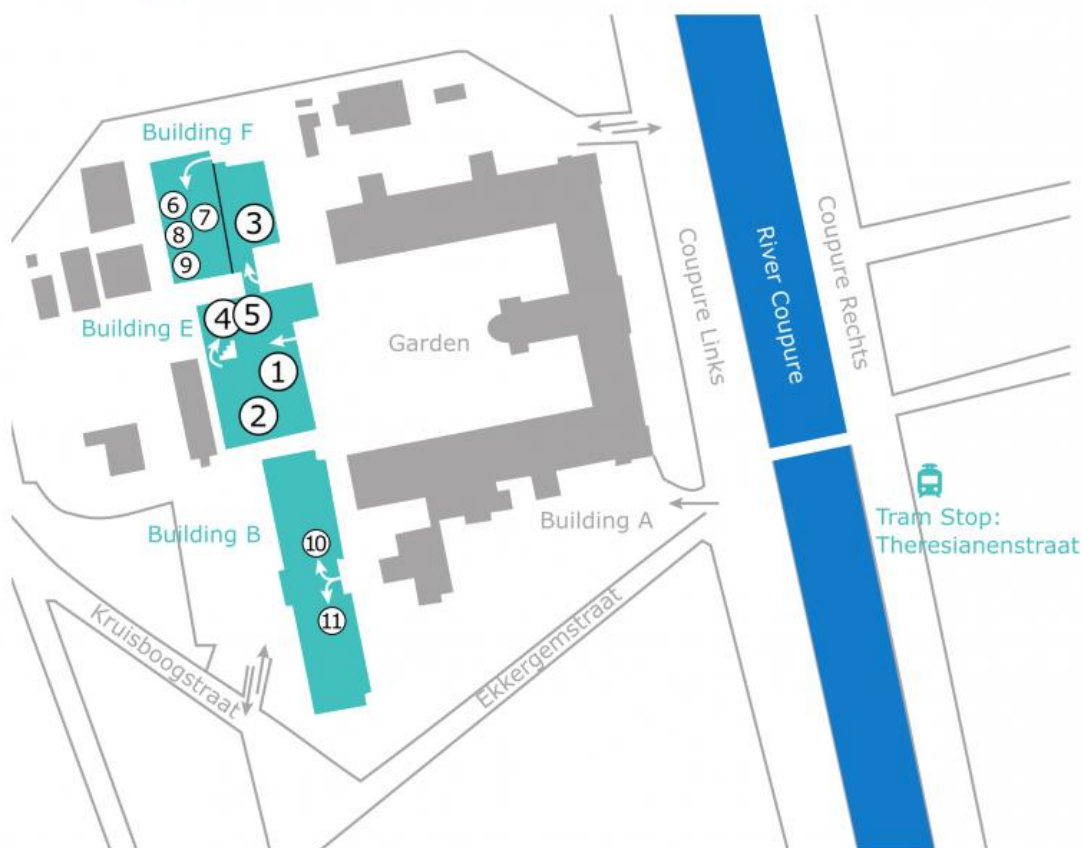 Building F
6
7
3
8
9
Building E
4
5
1
2
Garden
Coupure Links
River Coupure
Coupure Rechts
Building B
10
11
Building A
Tram Stop:
Theresianenstraat
Kruisboogstraat
Ekkergemstraat